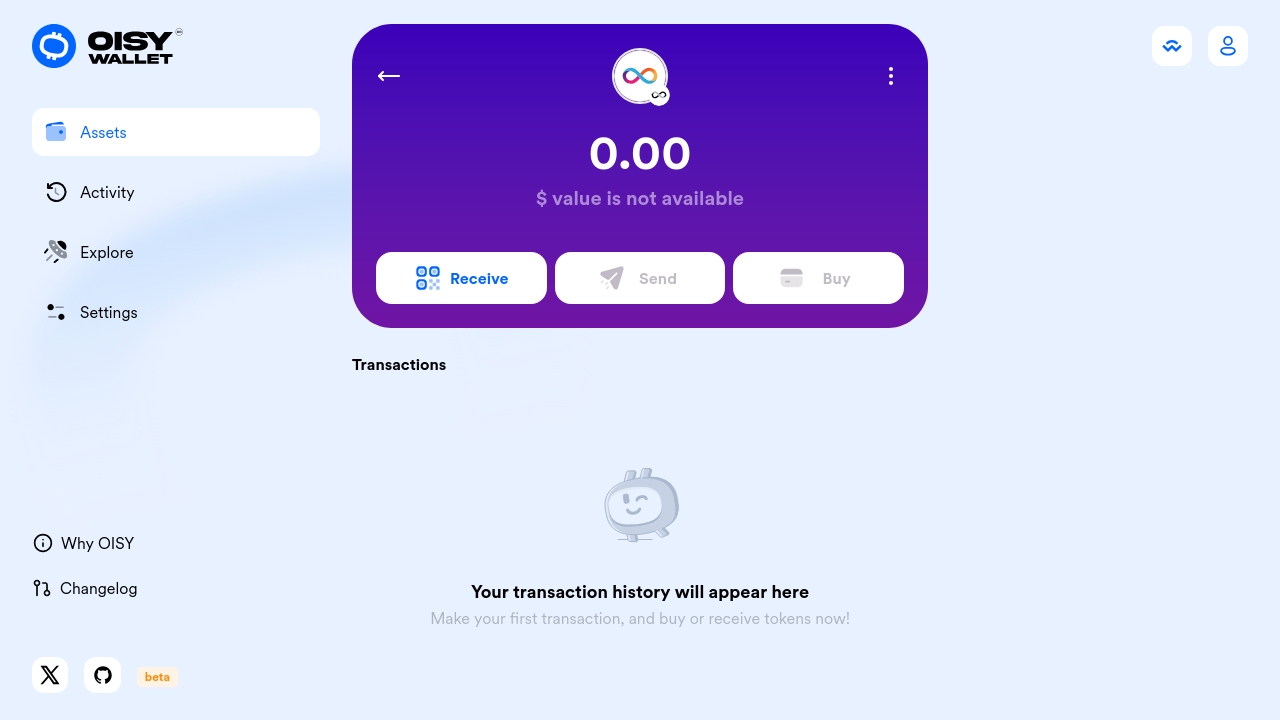 OISY
WALLET
Assets
Activity
Explore
Settings
Why OISY
Changelog
beta
0.00
$ value is not available
Receive
Send
Buy
Transactions
Your transaction history will appear here
Make your first transaction, and buy or receive tokens now!